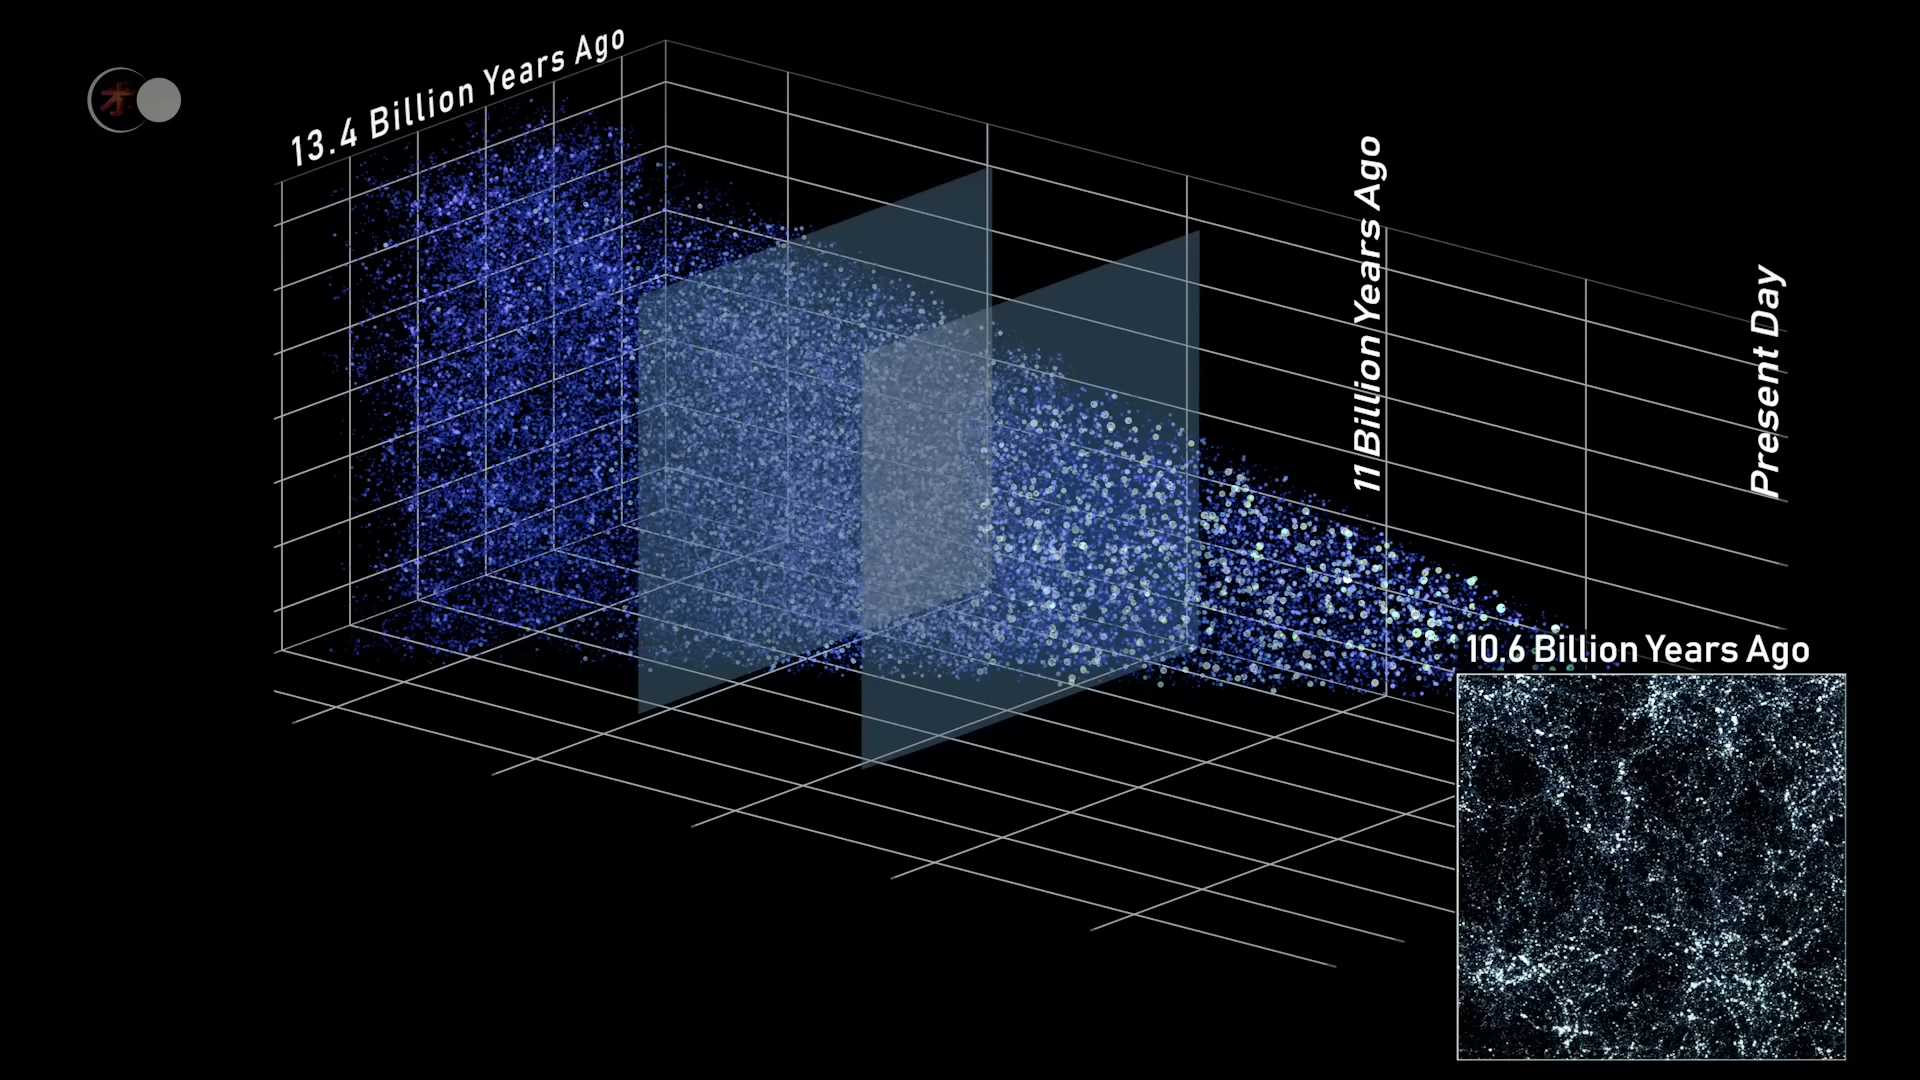 13.4 Billion Years Ago
11 Billion Years Ago
Present Day
10.6 Billion Years Ago